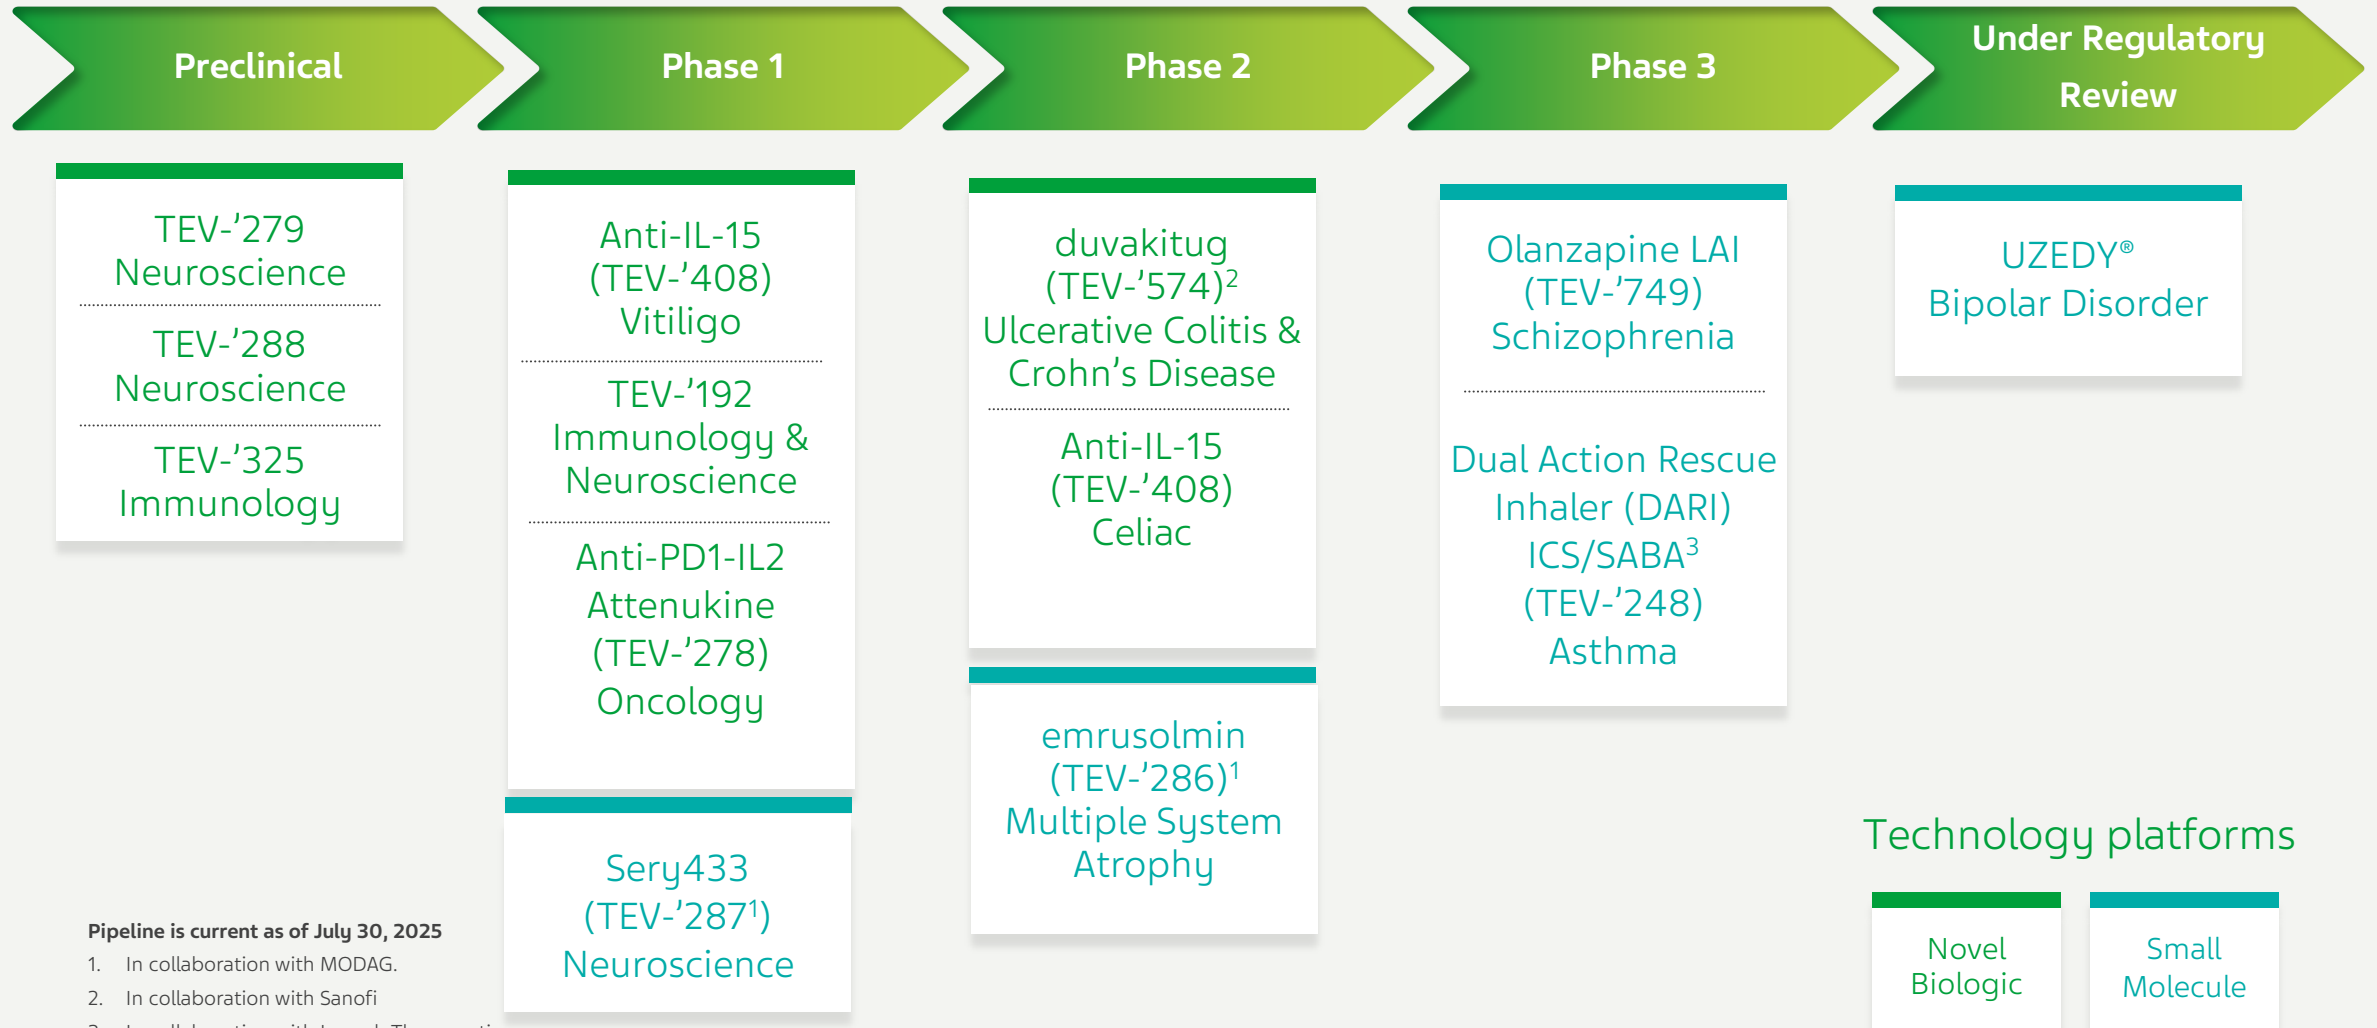 Preclinical
Phase 1
Phase 2
Phase 3
Under Regulatory
Review
TEV-’279
Neuroscience
TEV-’288
Neuroscience
TEV-’325
Immunology
Anti-IL-15
(TEV-’408)
Vitiligo
TEV-’192
Immunology &
Neuroscience
Anti-PD1-IL2
Attenukine
(TEV-’278)
Oncology
Sery433
(TEV-’287¹)
Neuroscience
duvakitug
(TEV-’574)²
Ulcerative Colitis &
Crohn’s Disease
Anti-IL-15
(TEV-’408)
Celiac
emrusolmin
(TEV-’286)¹
Multiple System
Atrophy
Olanzapine LAI
(TEV-’749)
Schizophrenia
Dual Action Rescue
Inhaler (DARI)
ICS/SABA³
(TEV-’248)
Asthma
UZEDY®
Bipolar Disorder
Technology platforms
Novel
Biologic
Small
Molecule
Pipeline is current as of July 30, 2025
1. In collaboration with MODAG.
2. In collaboration with Sanofi